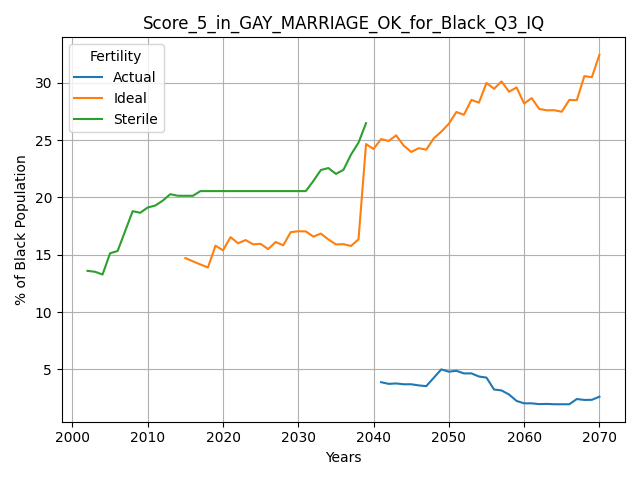 Score_5_in_GAY_MARRIAGE_OK_for_Black_Q3_IQ
Fertility
Actual
Ideal
Sterile
% of Black Population
30
25
20
15
10
5
2000 2010 2020 2030 2040 2050 2060 2070
Years